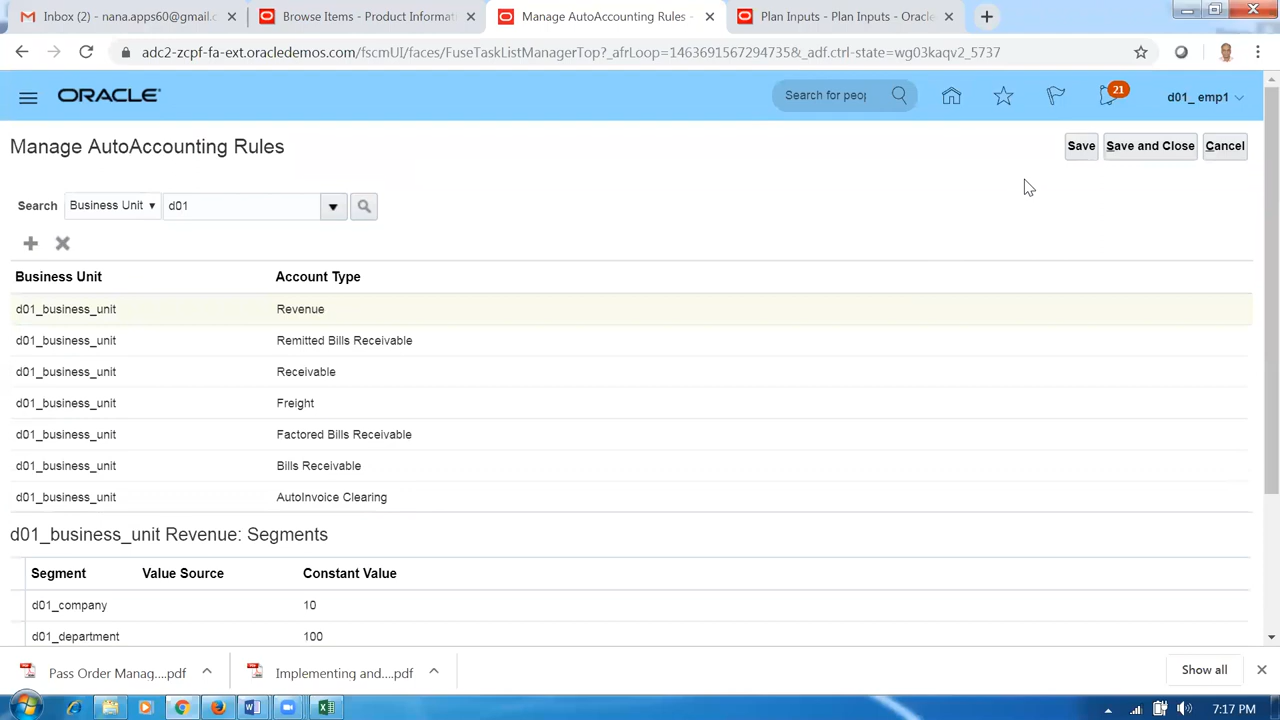 Inbox (2) - nana.apps60@gmail.c
Browse Items - Product Informat
Manage AutoAccounting Rules -
Plan Inputs - Plan Inputs - Oracl
adc2-zcpf-fa-ext.oracledemos.com/fscmUI/faces/FuseTaskListManagerTop?_afrLoop=1463691567294735&_adf.ctrl-state=wg03kaqv2_5737
ORACLE
Search for peop
21
d01_ emp1
Manage AutoAccounting Rules
Save
Save and Close
Cancel
Search
Business Unit
d01
Business Unit
Account Type
d01_business_unit
Revenue
d01_business_unit
Remitted Bills Receivable
d01_business_unit
Receivable
d01_business_unit
Freight
d01_business_unit
Factored Bills Receivable
d01_business_unit
Bills Receivable
d01_business_unit
AutoInvoice Clearing
d01_business_unit Revenue: Segments
Segment
Value Source
Constant Value
d01_company
10
d01_department
100
Pass Order Manag....pdf
Implementing and....pdf
Show all
7:17 PM